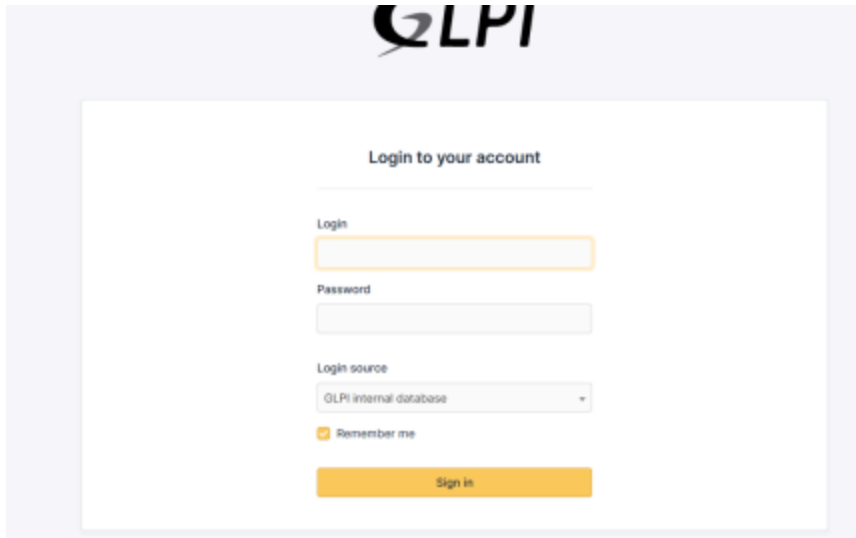 GLPI
Login to your account
Login
Password
Login source
GLPI internal database
Remember me
Sign in